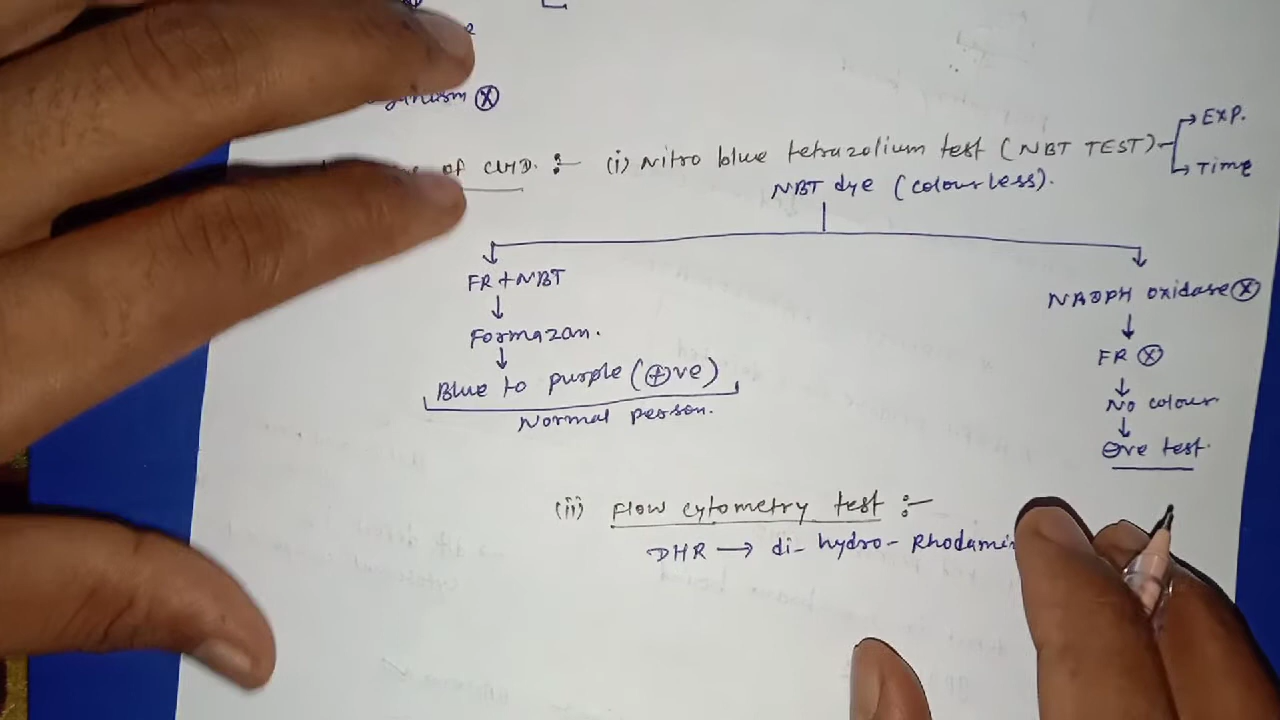 ⓧ
of CGD. :- (i) Nitro blue tetrazolium test (NBT TEST)
→ EXP.
→ Time
NBT dye (colourless).
FR + NBT
↓
Formazan.
↓
Blue to purple (⊕ve)
Normal person.
NADPH oxidase ⓧ
↓
FR ⓧ
↓
No colour
↓
⊖ve test.
(ii) Flow cytometry test :-
DHR → di-hydro-Rhodamin